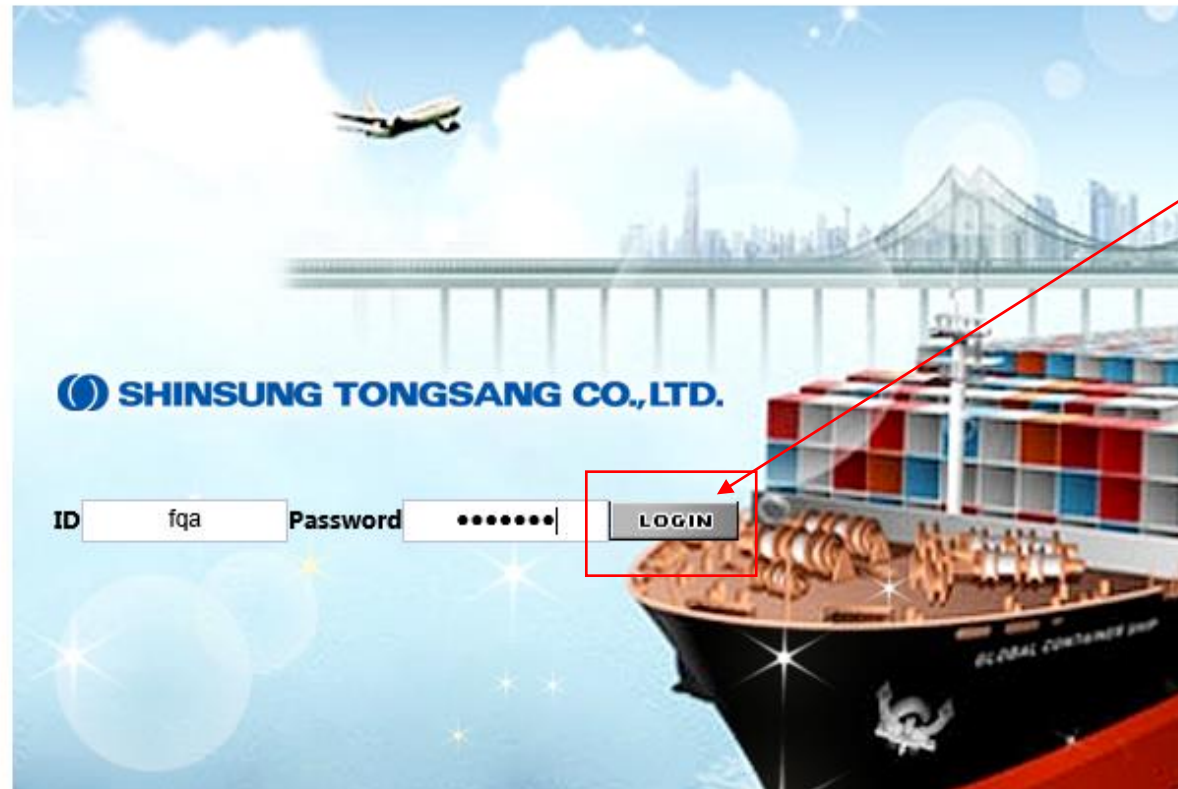 SHINSUNG TONGSANG CO.,LTD.
ID fqa Password ●●●●●●● LOGIN
GLOBAL CONTAINER SHIP